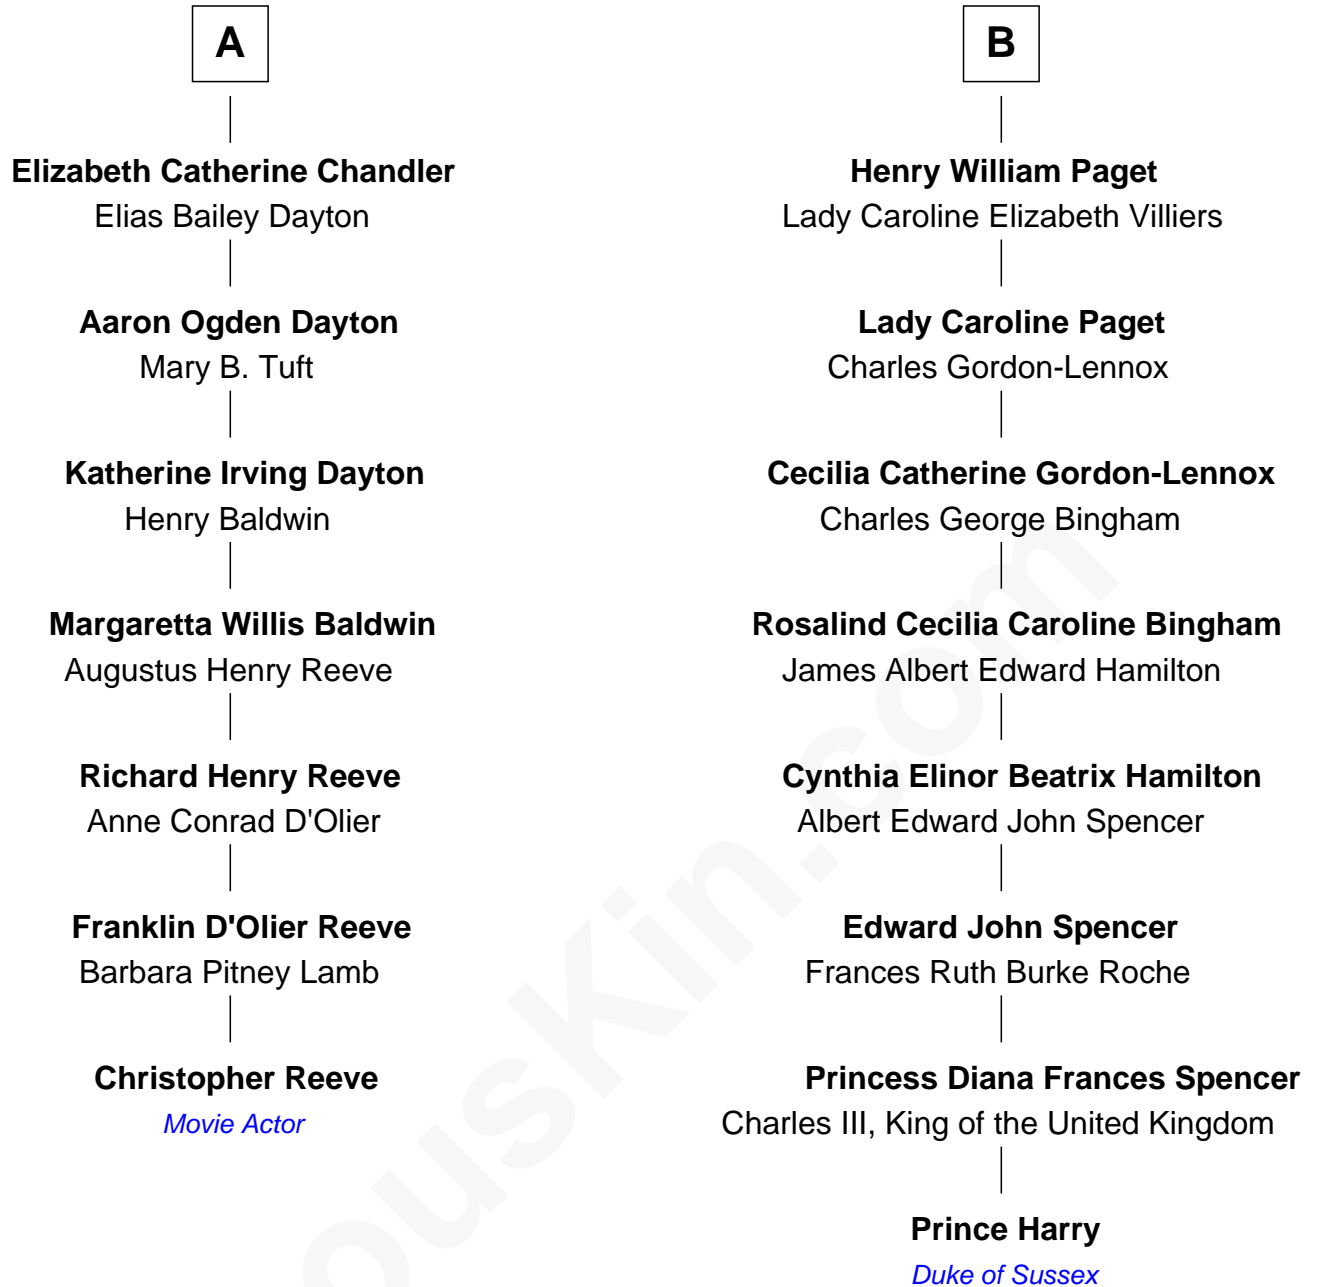 A
Elizabeth Catherine Chandler
Elias Bailey Dayton
Aaron Ogden Dayton
Mary B. Tuft
Katherine Irving Dayton
Henry Baldwin
Margaretta Willis Baldwin
Augustus Henry Reeve
Richard Henry Reeve
Anne Conrad D'Olier
Franklin D'Olier Reeve
Barbara Pitney Lamb
Christopher Reeve
Movie Actor
B
Henry William Paget
Lady Caroline Elizabeth Villiers
Lady Caroline Paget
Charles Gordon-Lennox
Cecilia Catherine Gordon-Lennox
Charles George Bingham
Rosalind Cecilia Caroline Bingham
James Albert Edward Hamilton
Cynthia Elinor Beatrix Hamilton
Albert Edward John Spencer
Edward John Spencer
Frances Ruth Burke Roche
Princess Diana Frances Spencer
Charles III, King of the United Kingdom
Prince Harry
Duke of Sussex
ousKin.com